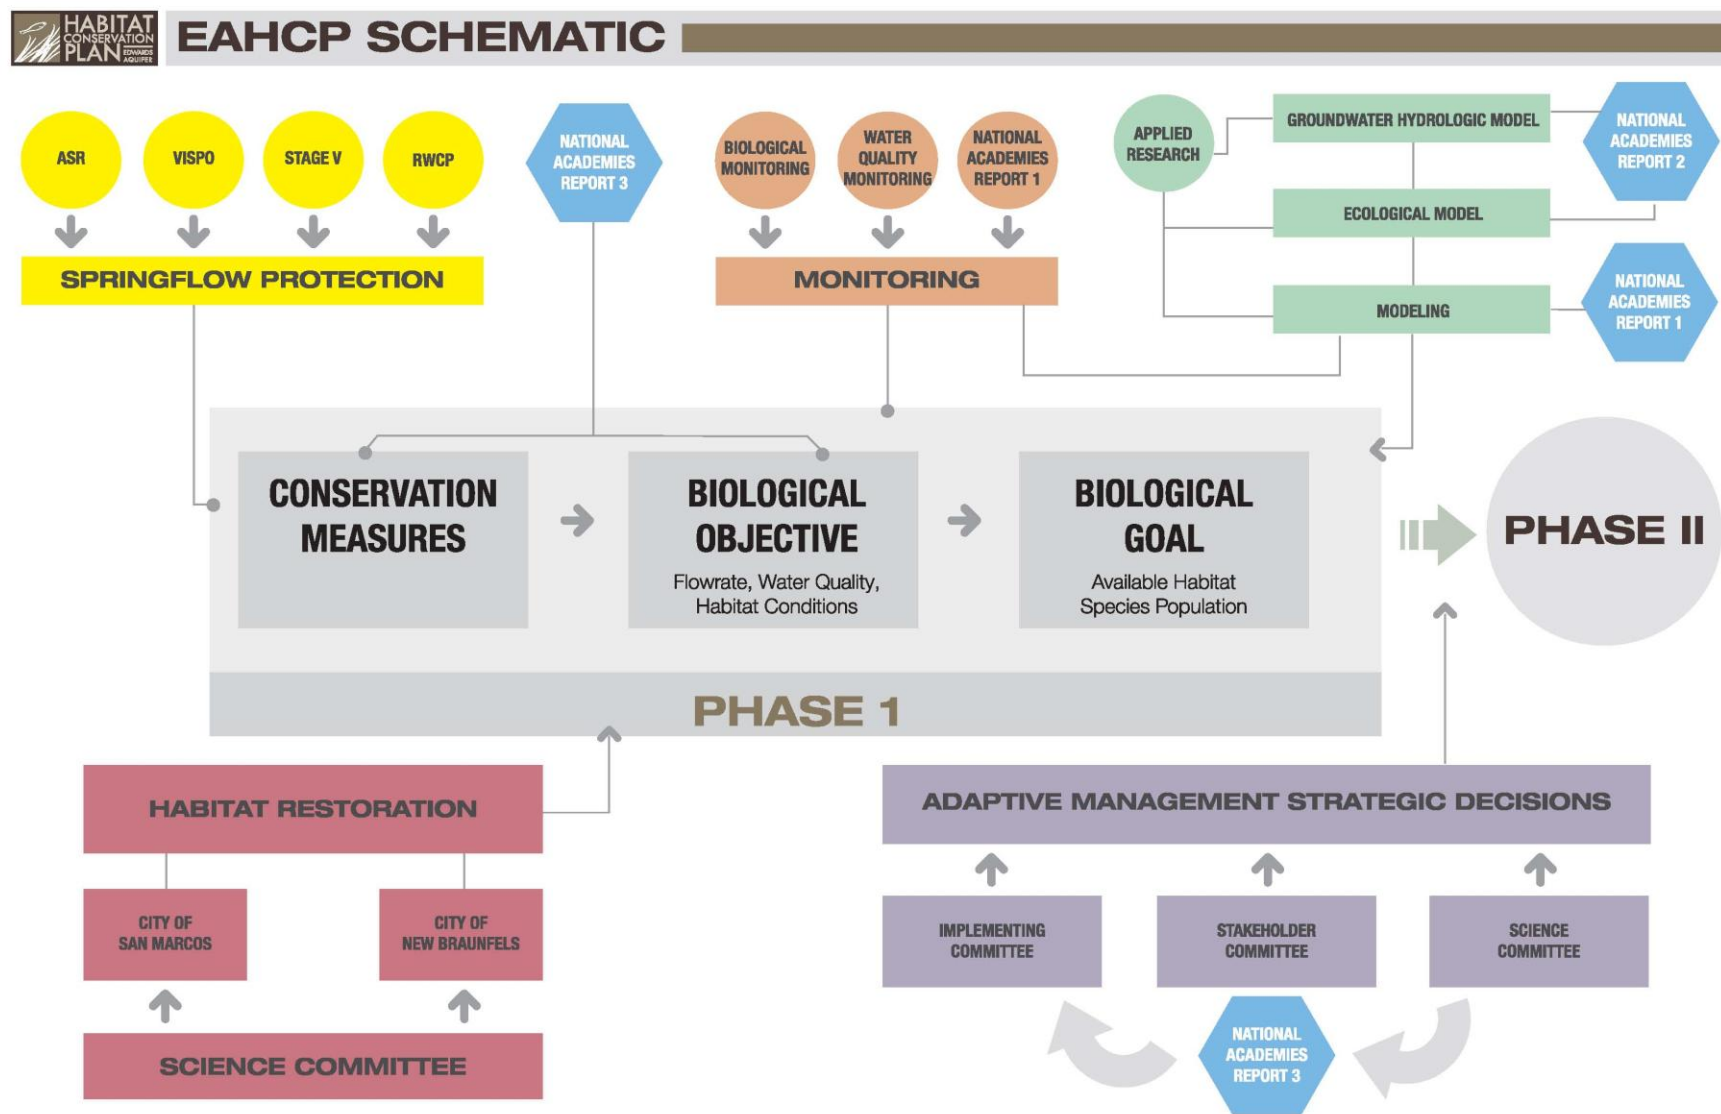 HABITAT
CONSERVATION
PLAN EDWARDS
AQUIFER
EAHCP SCHEMATIC
ASR
VISPO
STAGE V
RWCP
NATIONAL
ACADEMIES
REPORT 3
BIOLOGICAL
MONITORING
WATER
QUALITY
MONITORING
NATIONAL
ACADEMIES
REPORT 1
APPLIED
RESEARCH
GROUNDWATER HYDROLOGIC MODEL
NATIONAL
ACADEMIES
REPORT 2
ECOLOGICAL MODEL
SPRINGFLOW PROTECTION
MONITORING
MODELING
NATIONAL
ACADEMIES
REPORT 1
CONSERVATION
MEASURES
BIOLOGICAL
OBJECTIVE
Flowrate, Water Quality,
Habitat Conditions
BIOLOGICAL
GOAL
Available Habitat
Species Population
PHASE II
PHASE 1
HABITAT RESTORATION
CITY OF
SAN MARCOS
CITY OF
NEW BRAUNFELS
SCIENCE COMMITTEE
ADAPTIVE MANAGEMENT STRATEGIC DECISIONS
IMPLEMENTING
COMMITTEE
STAKEHOLDER
COMMITTEE
SCIENCE
COMMITTEE
NATIONAL
ACADEMIES
REPORT 3